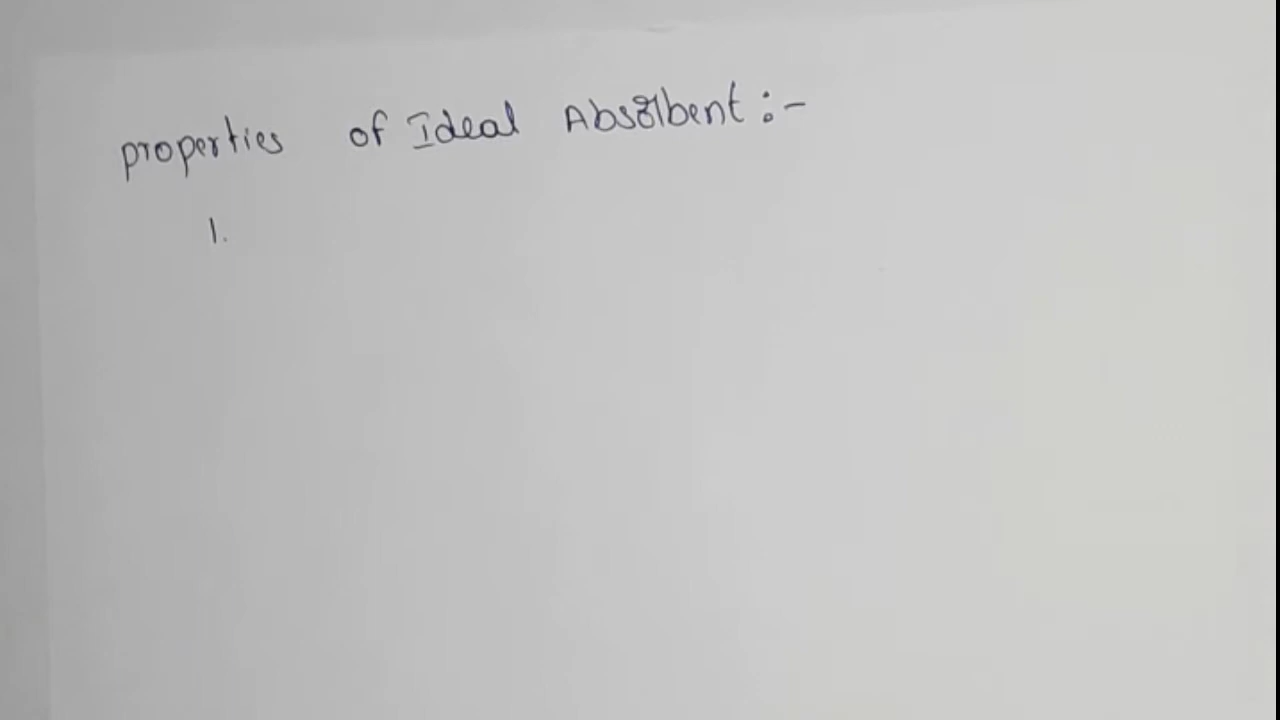 properties of Ideal Absorbent :-
1.